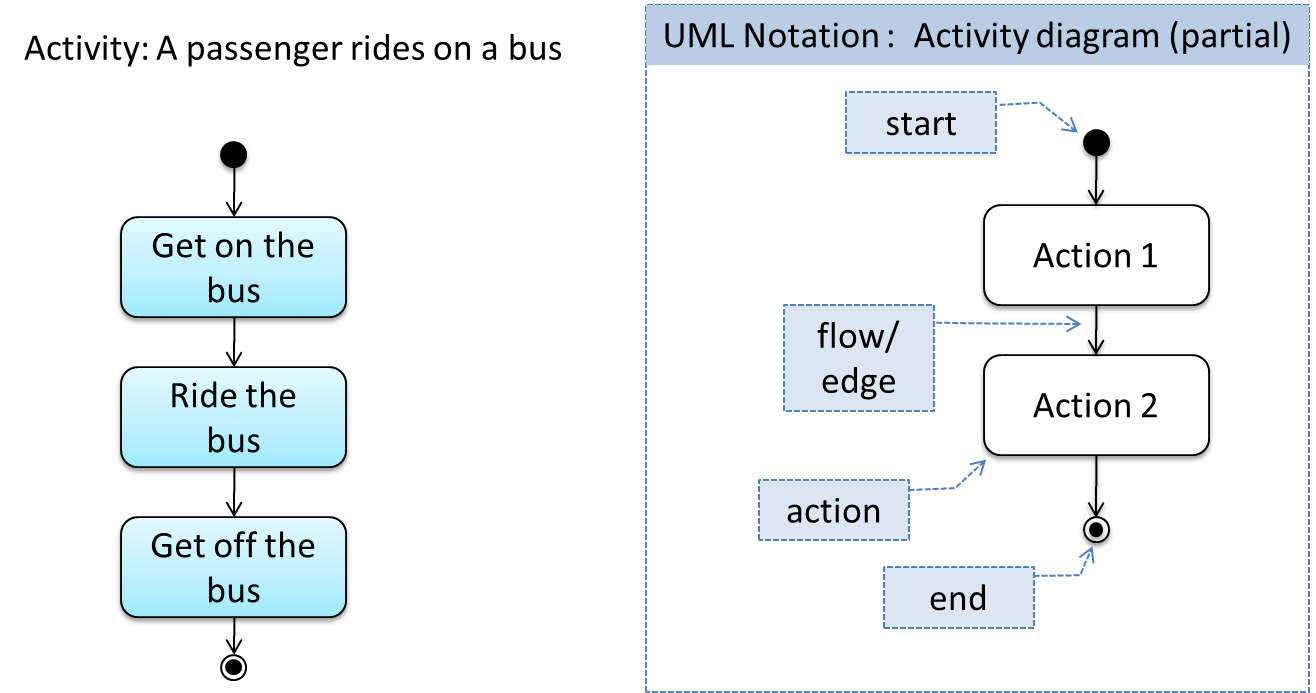 Activity: A passenger rides on a bus
Get on the
bus
Ride the
bus
Get off the
bus
UML Notation : Activity diagram (partial)
start
Action 1
flow/
edge
Action 2
action
end